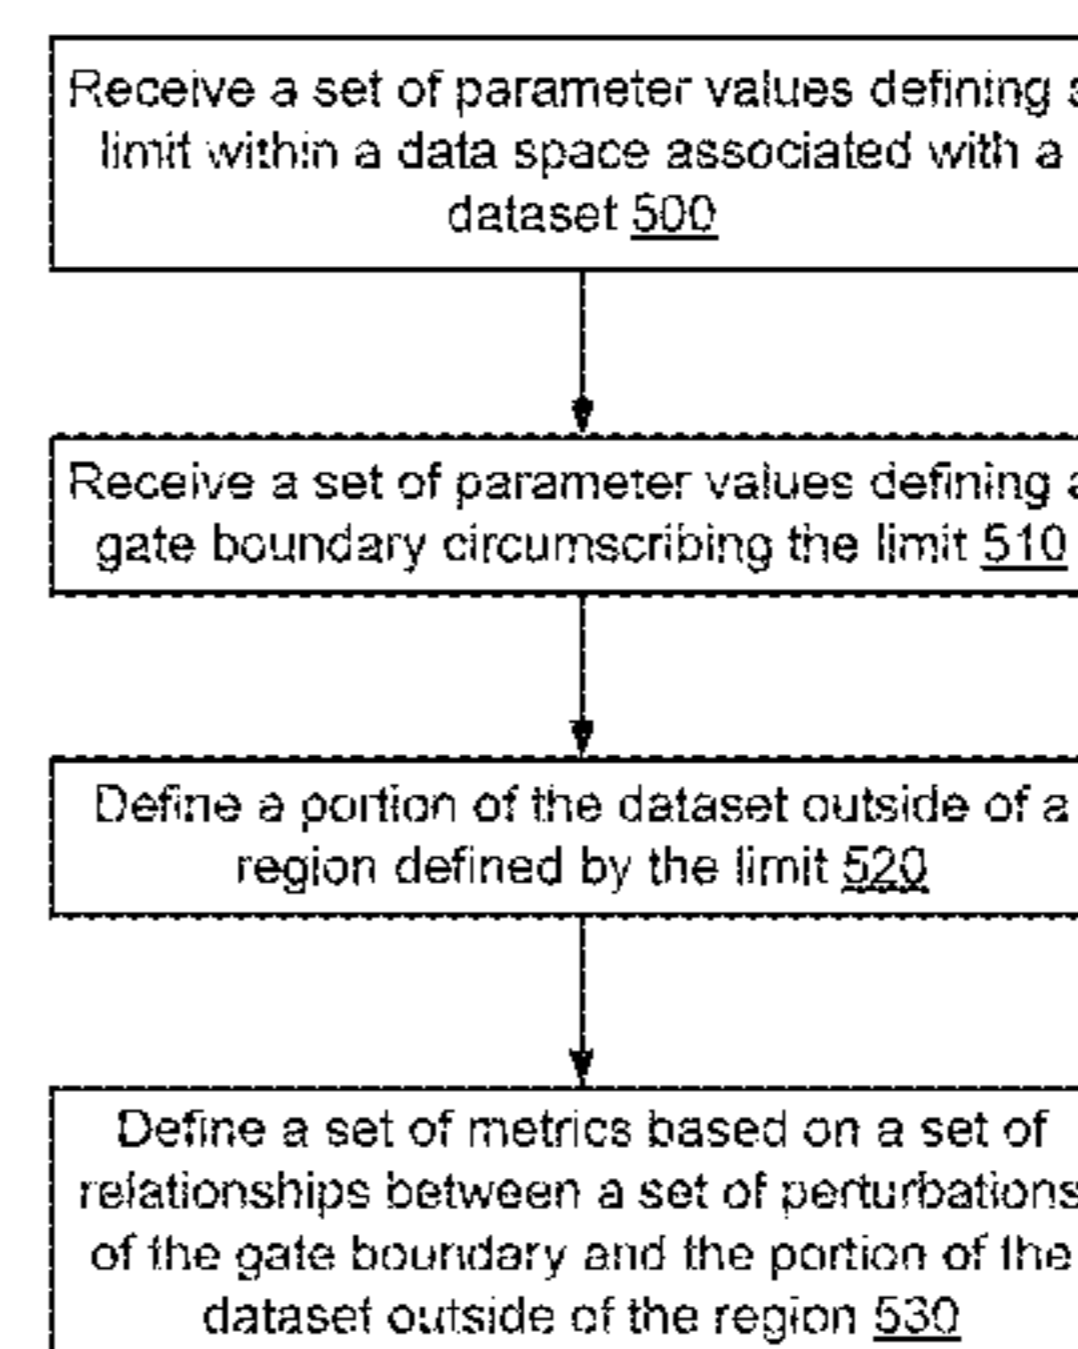 Receive a set of parameter values defining a
limit within a data space associated with a
dataset 500
Receive a set of parameter values defining a
gate boundary circumscribing the limit 510
Define a portion of the dataset outside of a
region defined by the limit 520
Define a set of metrics based on a set of
relationships between a set of perturbations
of the gate boundary and the portion of the
dataset outside of the region 530